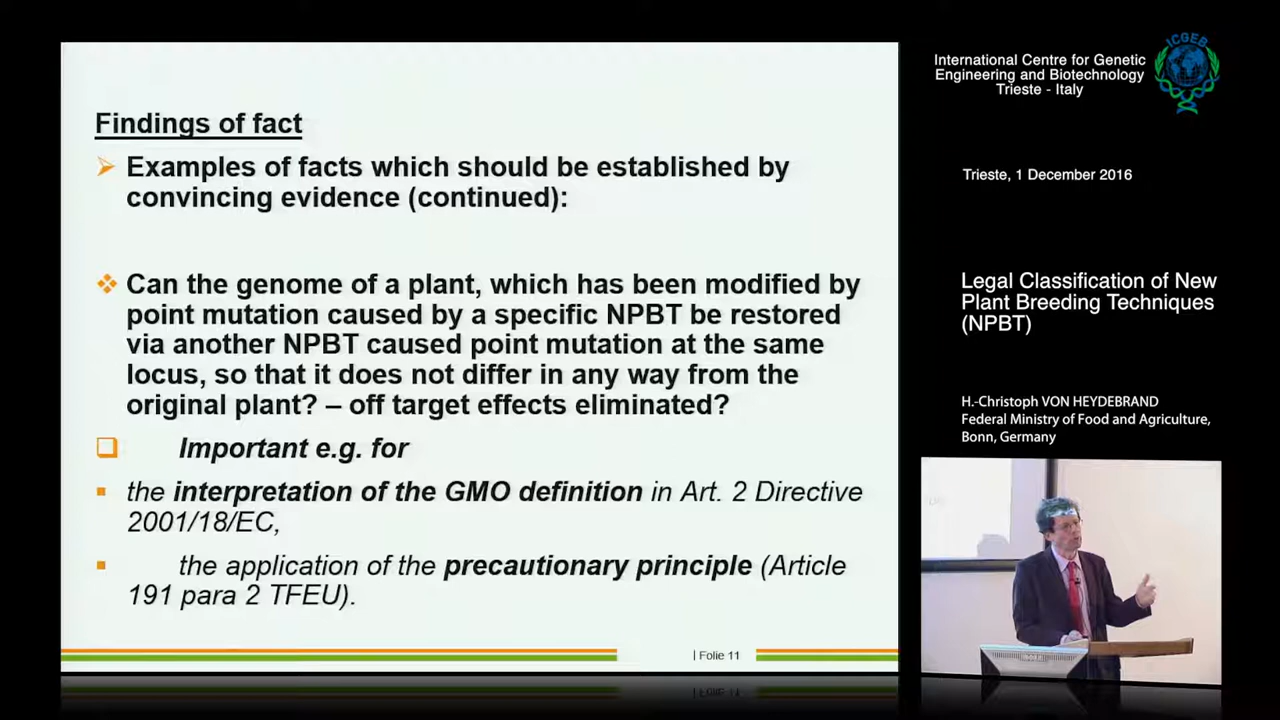 Findings of fact
Examples of facts which should be established by
convincing evidence (continued):
Can the genome of a plant, which has been modified by
point mutation caused by a specific NPBT be restored
via another NPBT caused point mutation at the same
locus, so that it does not differ in any way from the
original plant? – off target effects eliminated?
Important e.g. for
the interpretation of the GMO definition in Art. 2 Directive
2001/18/EC,
the application of the precautionary principle (Article
191 para 2 TFEU).
| Folie 11
International Centre for Genetic
Engineering and Biotechnology
Trieste - Italy
ICGEB
Trieste, 1 December 2016
Legal Classification of New
Plant Breeding Techniques
(NPBT)
H.-Christoph VON HEYDEBRAND
Federal Ministry of Food and Agriculture,
Bonn, Germany